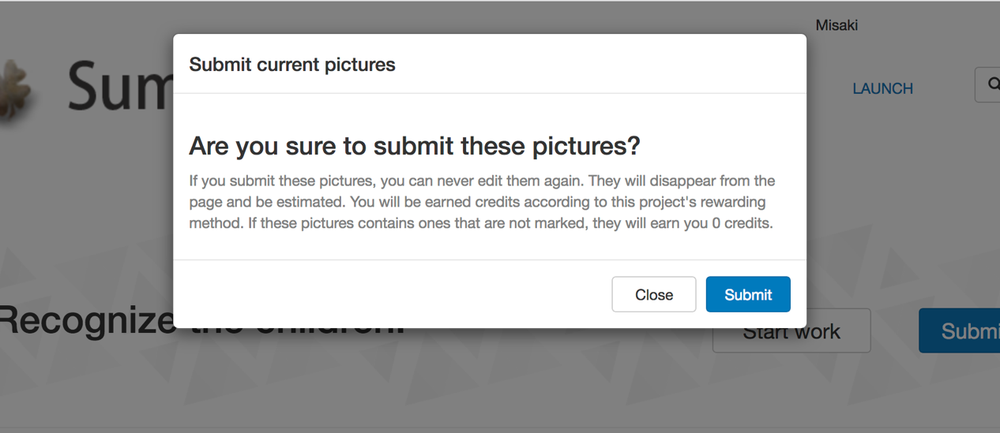 Misaki
Submit current pictures
Sum
LAUNCH
Are you sure to submit these pictures?
If you submit these pictures, you can never edit them again. They will disappear from the
page and be estimated. You will be earned credits according to this project's rewarding
method. If these pictures contains ones that are not marked, they will earn you 0 credits.
Close
Submit
Recognize the children!
Start work
Submi